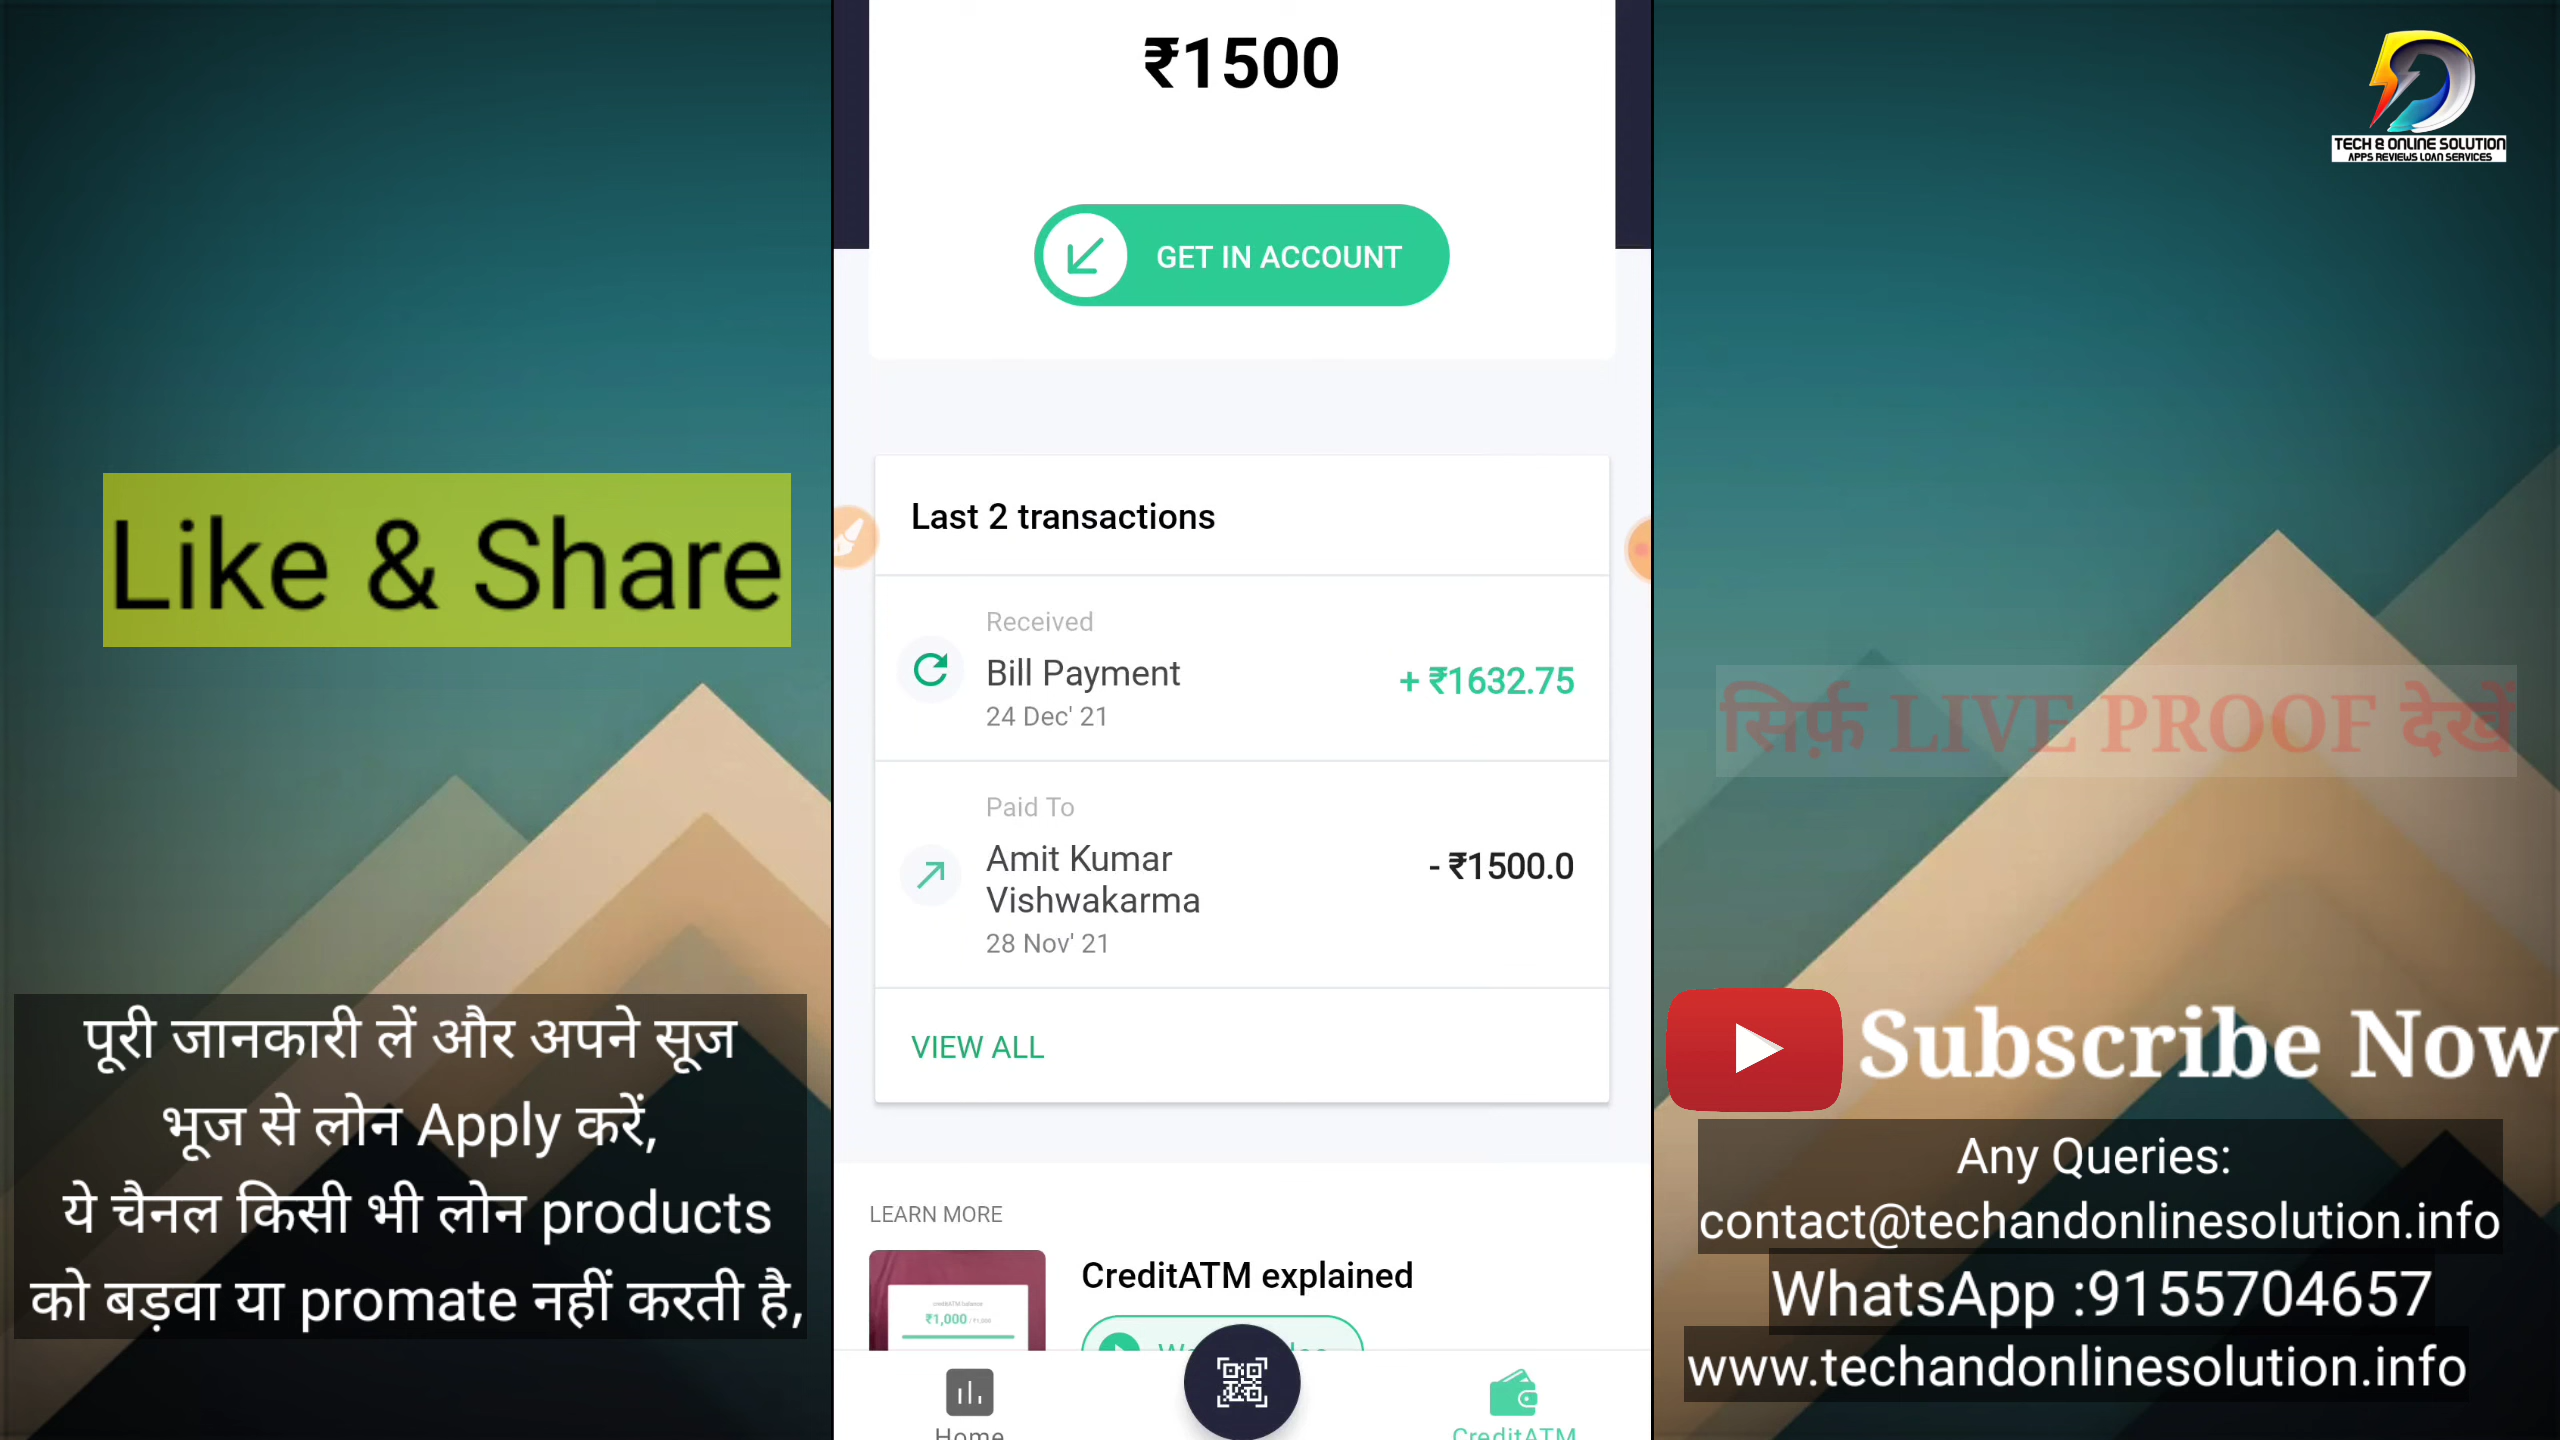 ₹1500
GET IN ACCOUNT
TECH & ONLINE SOLUTION
APPS REVIEWS LOAN SERVICES
Like & Share
Last 2 transactions
Received
Bill Payment
+ ₹1632.75
24 Dec' 21
Paid To
Amit Kumar
Vishwakarma
- ₹1500.0
28 Nov' 21
VIEW ALL
LEARN MORE
CreditATM explained
₹1,000
Home
CreditATM
पूरी जानकारी लें और अपने सूज
भूज से लोन Apply करें,
ये चैनल किसी भी लोन products
को बड़वा या promate नहीं करती है,
सिर्फ़ LIVE PROOF देखें
Subscribe Now
Any Queries:
contact@techandonlinesolution.info
WhatsApp :9155704657
www.techandonlinesolution.info